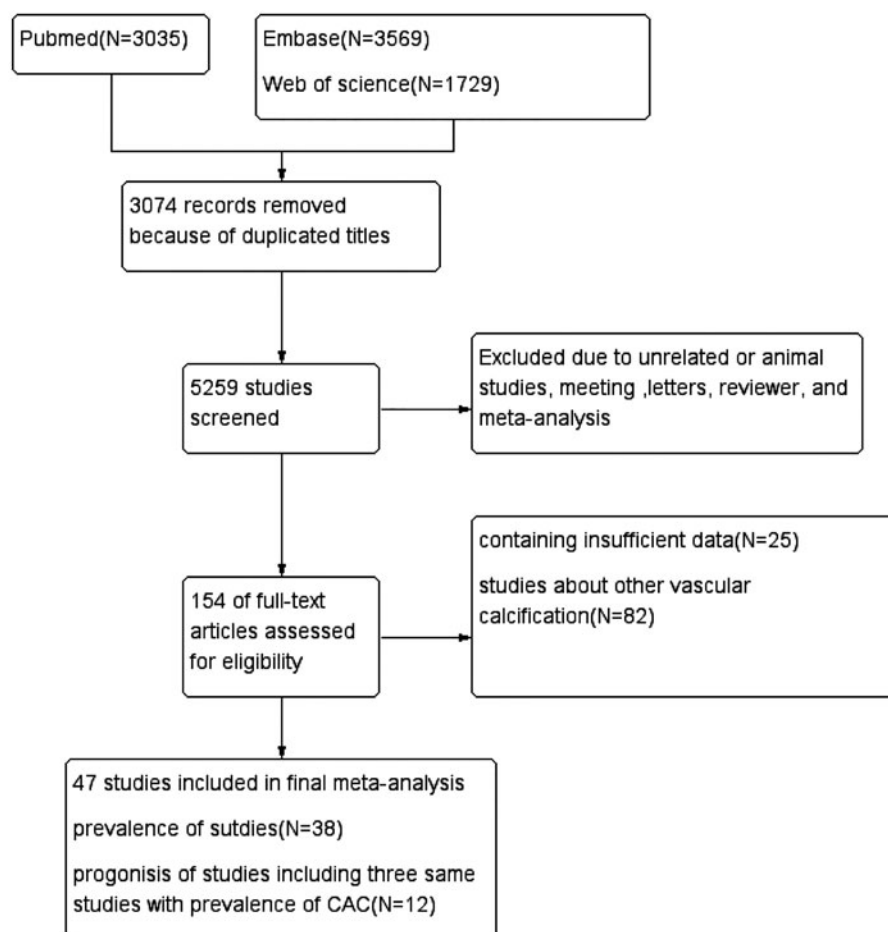 Pubmed(N=3035)
Embase(N=3569)
Web of science(N=1729)
3074 records removed
because of duplicated titles
5259 studies
screened
Excluded due to unrelated or animal
studies, meeting ,letters, reviewer, and
meta-analysis
154 of full-text
articles assessed
for eligibility
containing insufficient data(N=25)
studies about other vascular
calcification(N=82)
47 studies included in final meta-analysis
prevalence of sutdies(N=38)
progonisis of studies including three same
studies with prevalence of CAC(N=12)